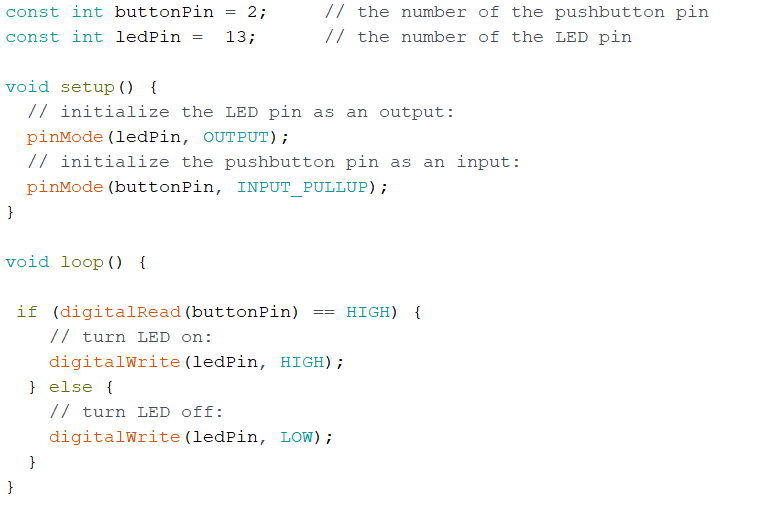 const int buttonPin = 2;     // the number of the pushbutton pin
const int ledPin =  13;      // the number of the LED pin
void setup() {
  // initialize the LED pin as an output:
  pinMode(ledPin, OUTPUT);
  // initialize the pushbutton pin as an input:
  pinMode(buttonPin, INPUT_PULLUP);
}
void loop() {
 if (digitalRead(buttonPin) == HIGH) {
    // turn LED on:
    digitalWrite(ledPin, HIGH);
  } else {
    // turn LED off:
    digitalWrite(ledPin, LOW);
  }
}